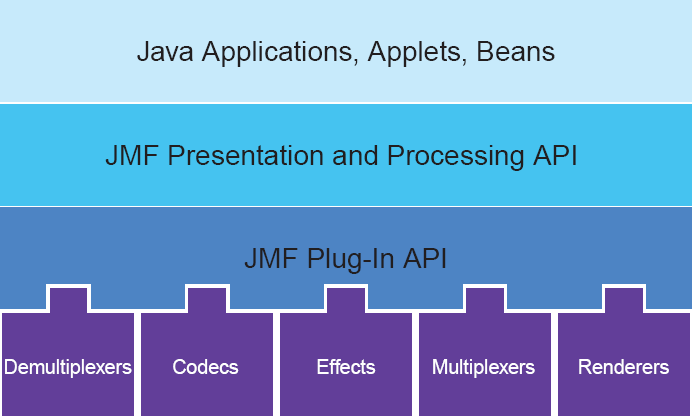 Java Applications, Applets, Beans
JMF Presentation and Processing API
JMF Plug-In API
Demultiplexers
Codecs
Effects
Multiplexers
Renderers